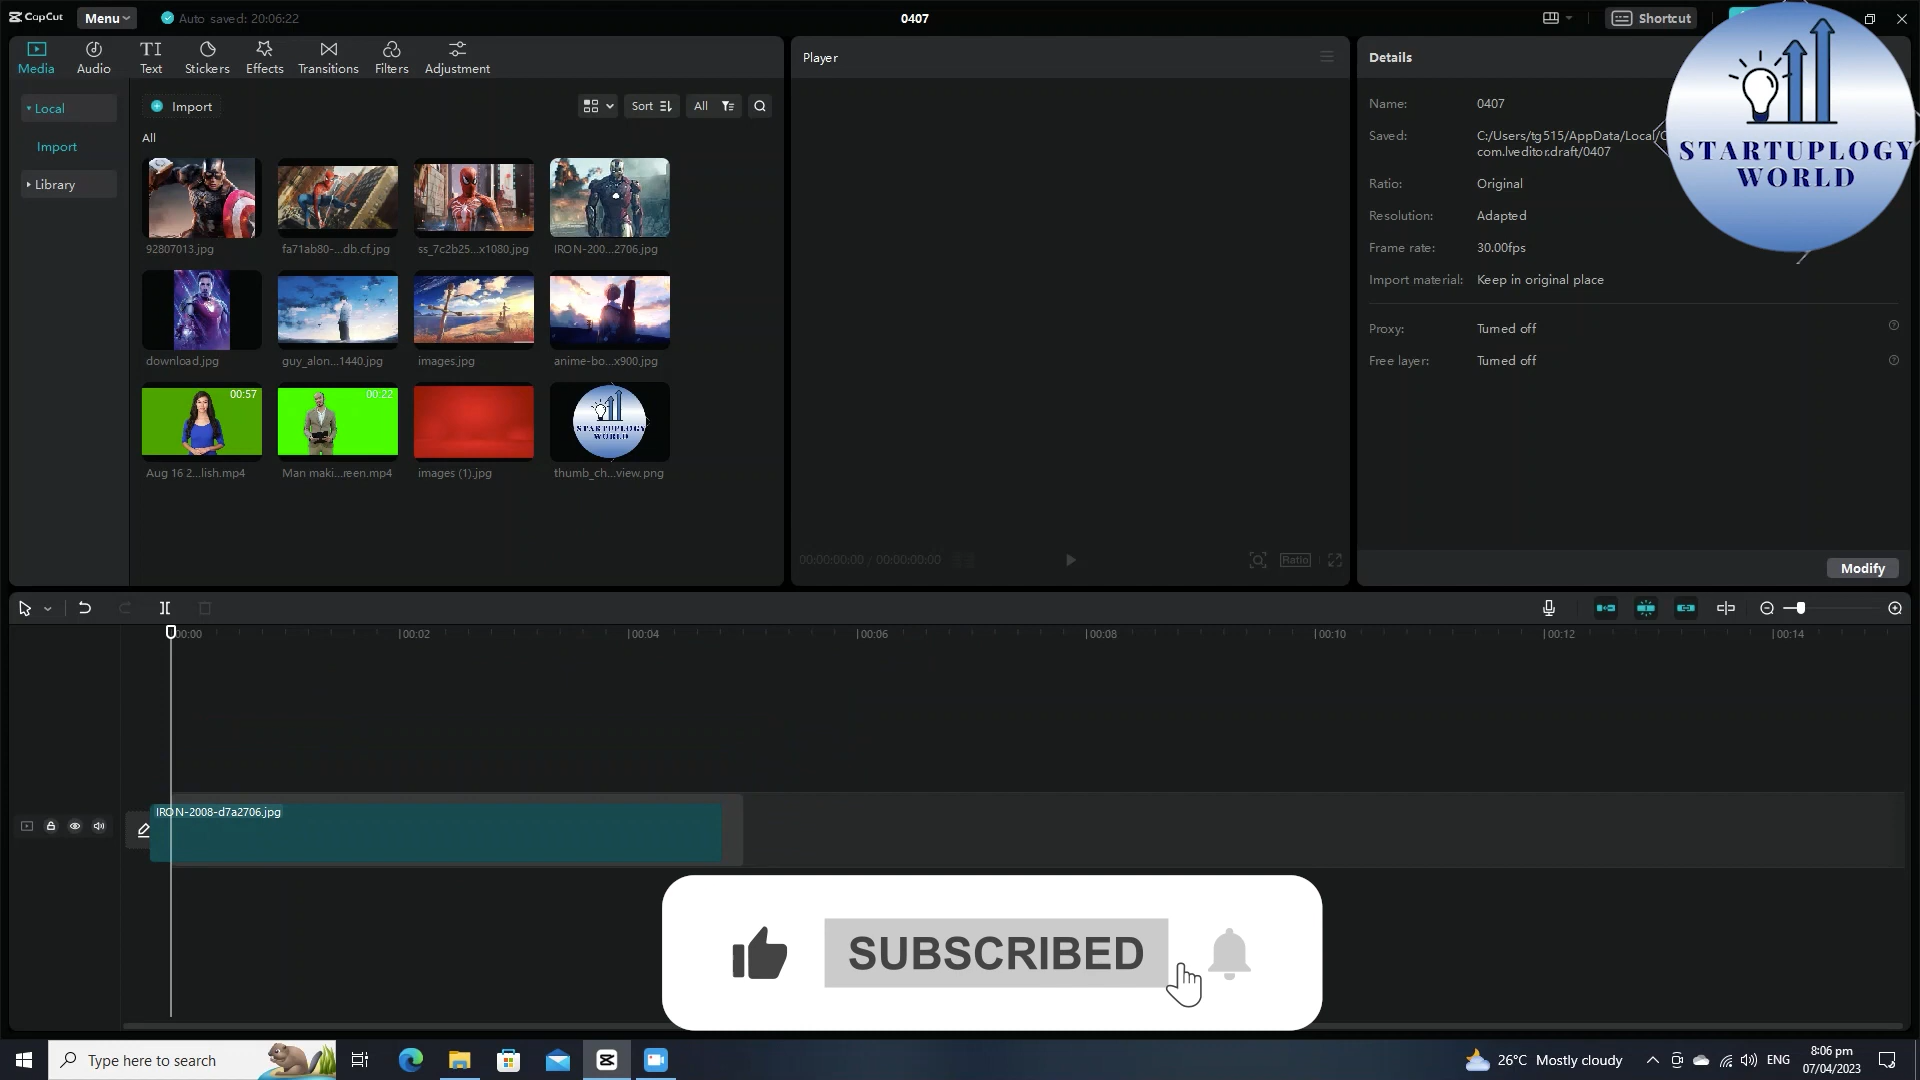 CapCut
Menu
Auto saved: 20:06:22
0407
Shortcut
Media
Audio
Text
Stickers
Effects
Transitions
Filters
Adjustment
Local
Import
Library
Import
Sort
All
All
92807013.jpg
fa71ab80-...db.cf.jpg
ss_7c2b25...x1080.jpg
IRON-200...2706.jpg
download.jpg
guy_alon...1440.jpg
images.jpg
anime-bo...x900.jpg
00:57
00:22
STARTUPLOGY
WORLD
Aug 16 2...lish.mp4
Man maki...reen.mp4
images (1).jpg
thumb_ch...view.png
Player
00:00:00:00 / 00:00:00:00
Ratio
Details
Name: 0407
Saved: C:/Users/tg515/AppData/Local/C
com.lveditor.draft/0407
Ratio: Original
Resolution: Adapted
Frame rate: 30.00fps
Import material: Keep in original place
Proxy: Turned off
Free layer: Turned off
Modify
STARTUPLOGY
WORLD
00:00
00:02
00:04
00:06
00:08
00:10
00:12
00:14
IRON-2008-d7a2706.jpg
SUBSCRIBED
Type here to search
26°C Mostly cloudy
ENG
8:06 pm
07/04/2023